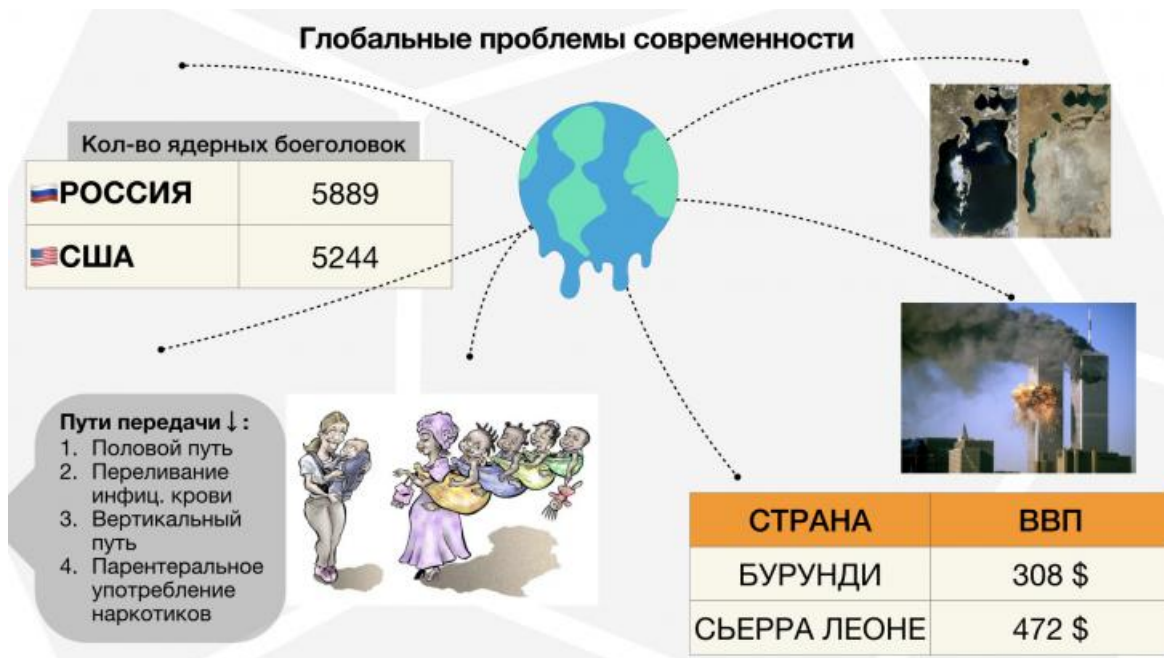 Глобальные проблемы современности
Кол-во ядерных боеголовок
РОССИЯ 5889
США 5244
Пути передачи ↓ :
1. Половой путь
2. Переливание
инфиц. крови
3. Вертикальный
путь
4. Парентеральное
употребление
наркотиков
СТРАНА ВВП
БУРУНДИ 308 $
СЬЕРРА ЛЕОНЕ 472 $